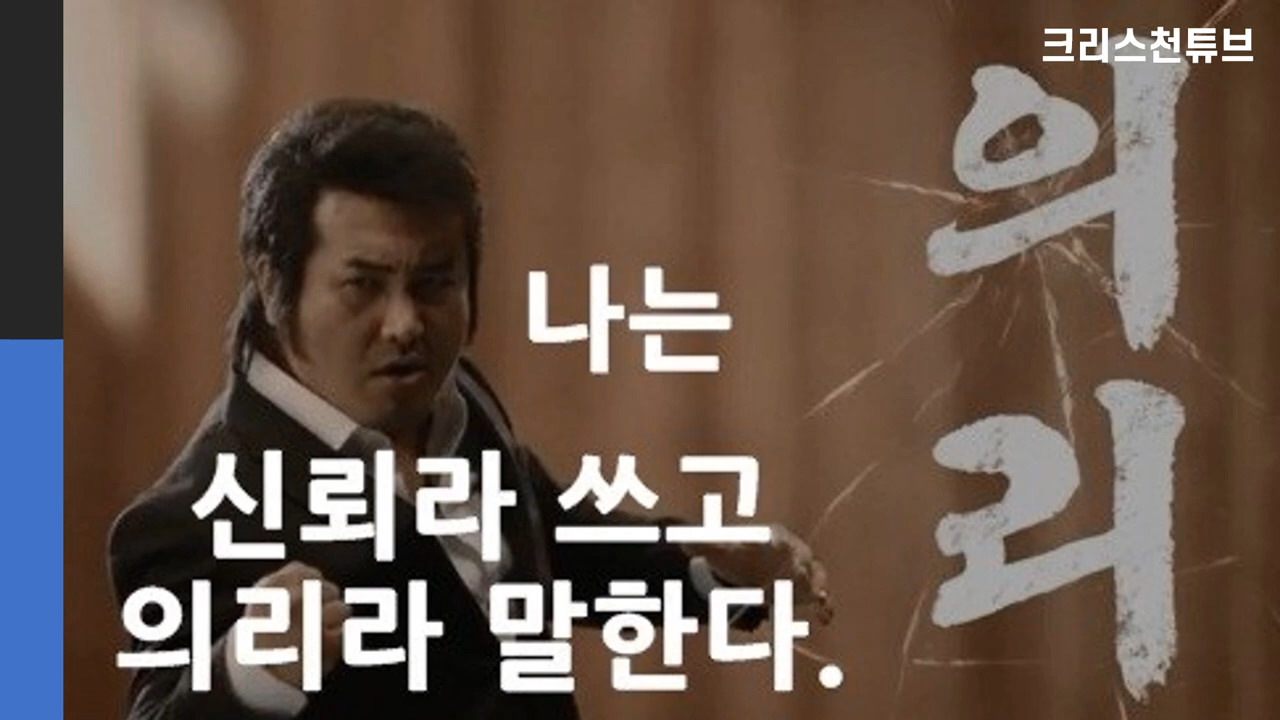 크리스천튜브
의
리
나는
신뢰라 쓰고
의리라 말한다.